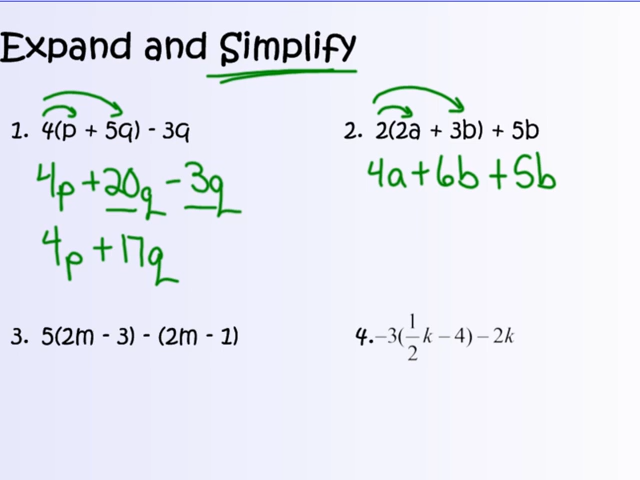 Expand and Simplify
1. 4(p + 5q) - 3q
4p + 20q - 3q
4p + 17q
2. 2(2a + 3b) + 5b
4a + 6b + 5b
3. 5(2m - 3) - (2m - 1)
4. −3(1/2 k − 4) − 2k